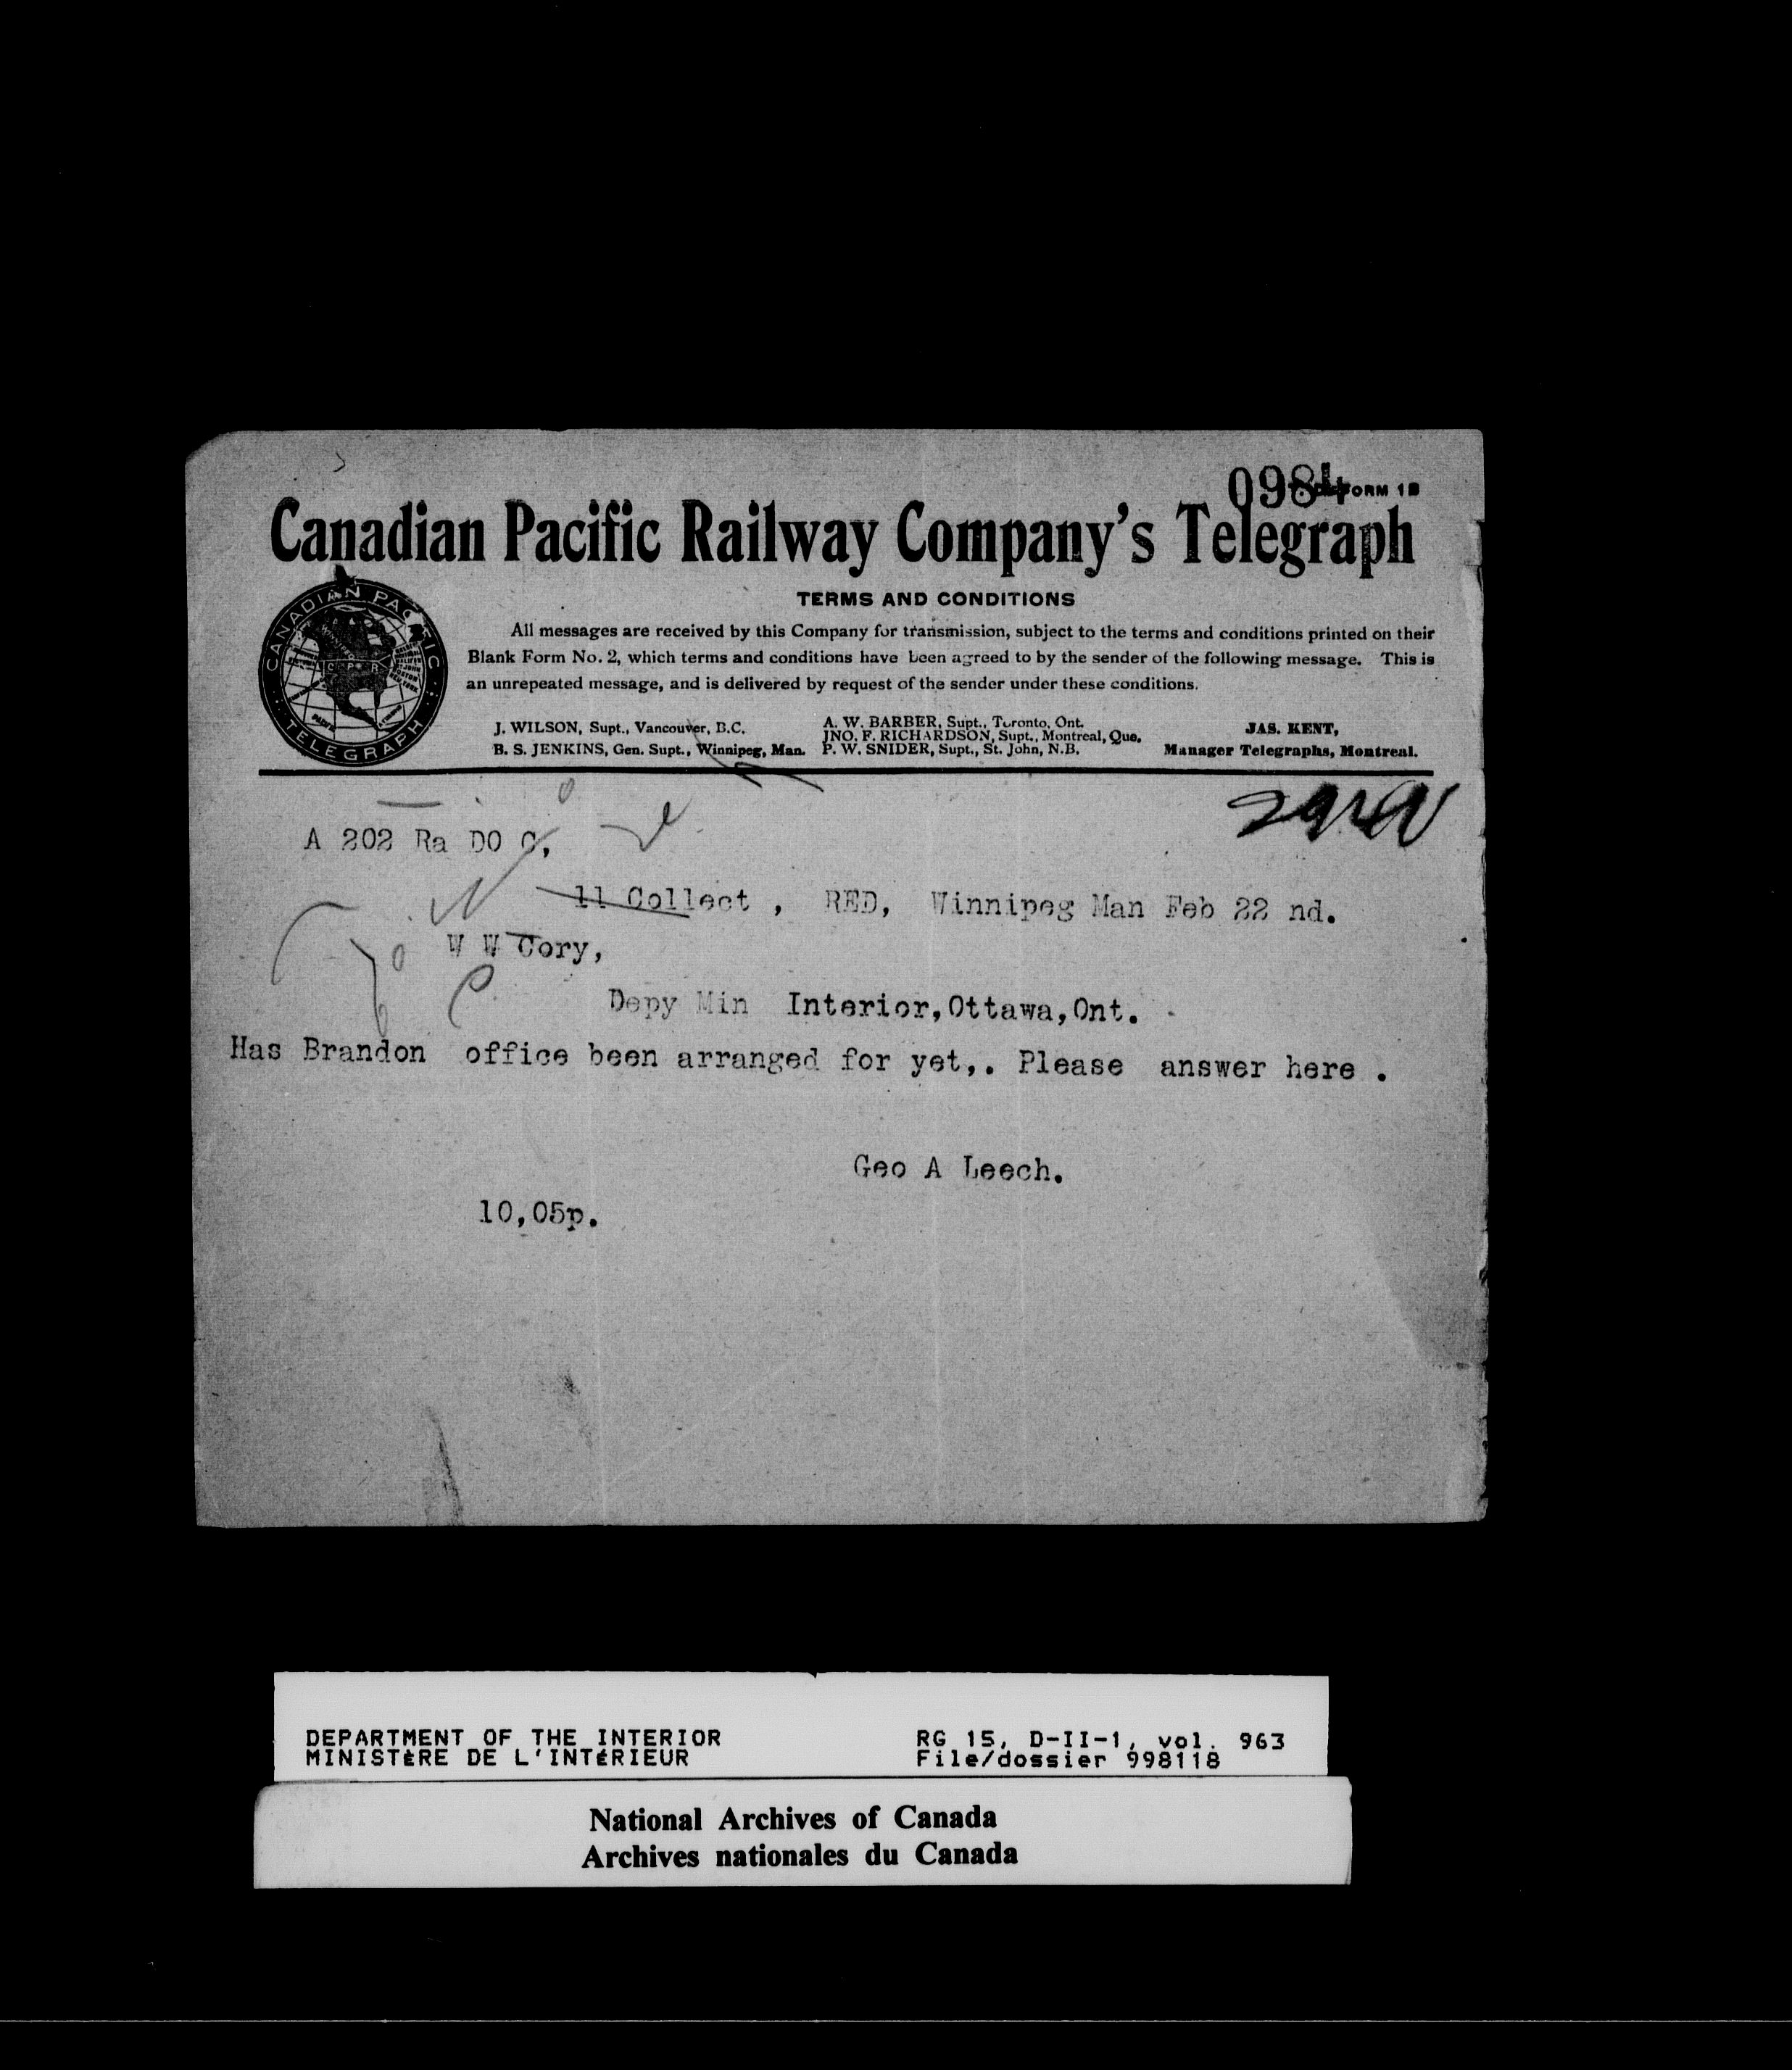 0984
FORM 1B
Canadian Pacific Railway Company's Telegraph
CANADIAN PACIFIC
TELEGRAPH
TERMS AND CONDITIONS
All messages are received by this Company for transmission, subject to the terms and conditions printed on their
Blank Form No. 2, which terms and conditions have been agreed to by the sender of the following message. This is
an unrepeated message, and is delivered by request of the sender under these conditions.
J. WILSON, Supt., Vancouver, B.C.
B. S. JENKINS, Gen. Supt., Winnipeg, Man.
A. W. BARBER, Supt., Toronto, Ont.
JNO. F. RICHARDSON, Supt., Montreal, Que.
P. W. SNIDER, Supt., St. John, N.B.
JAS. KENT,
Manager Telegraphs, Montreal.
A 202 Ra DO C,
11 Collect , RED, Winnipeg Man Feb 22 nd.
W W Cory,
Depy Min Interior,Ottawa,Ont.
Has Brandon office been arranged for yet,. Please answer here .
Geo A Leech.
10,05p.
DEPARTMENT OF THE INTERIOR
MINISTÈRE DE L'INTÉRIEUR
RG 15, D-II-1, vol. 963
File/dossier 998118
National Archives of Canada
Archives nationales du Canada